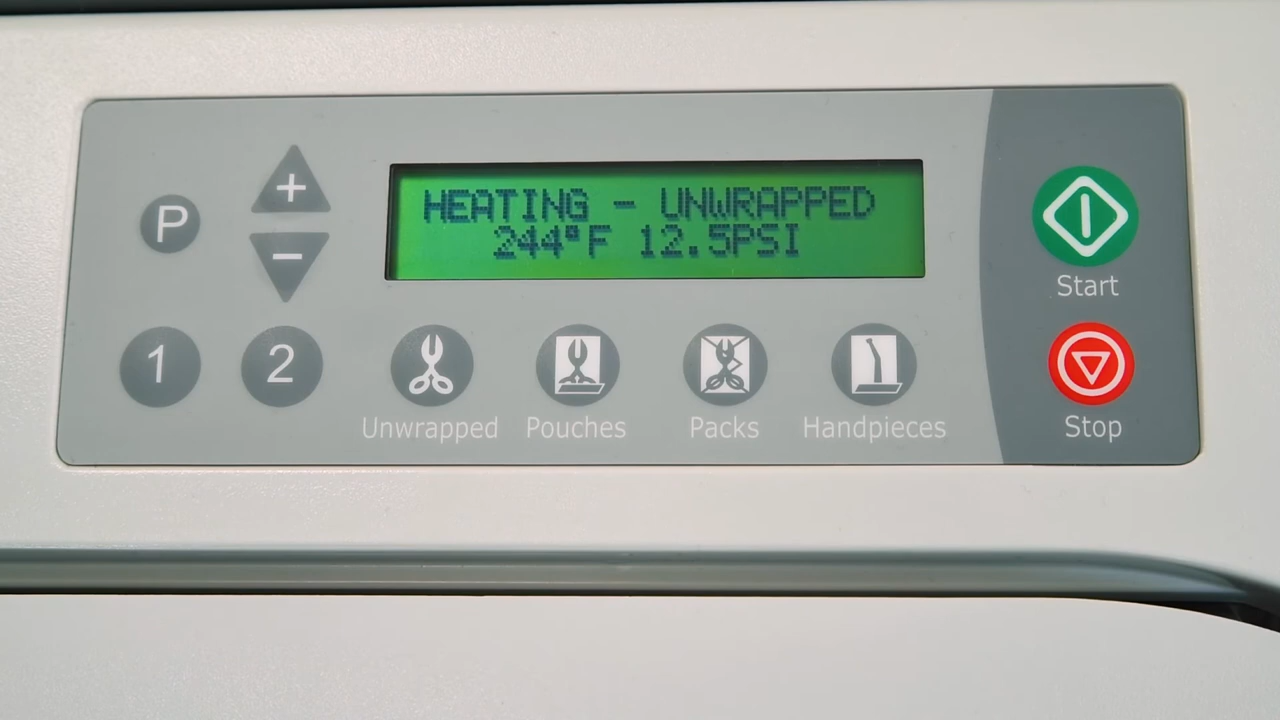 HEATING - UNWRAPPED
244°F 12.5PSI
P
+
-
1
2
Unwrapped
Pouches
Packs
Handpieces
Start
Stop